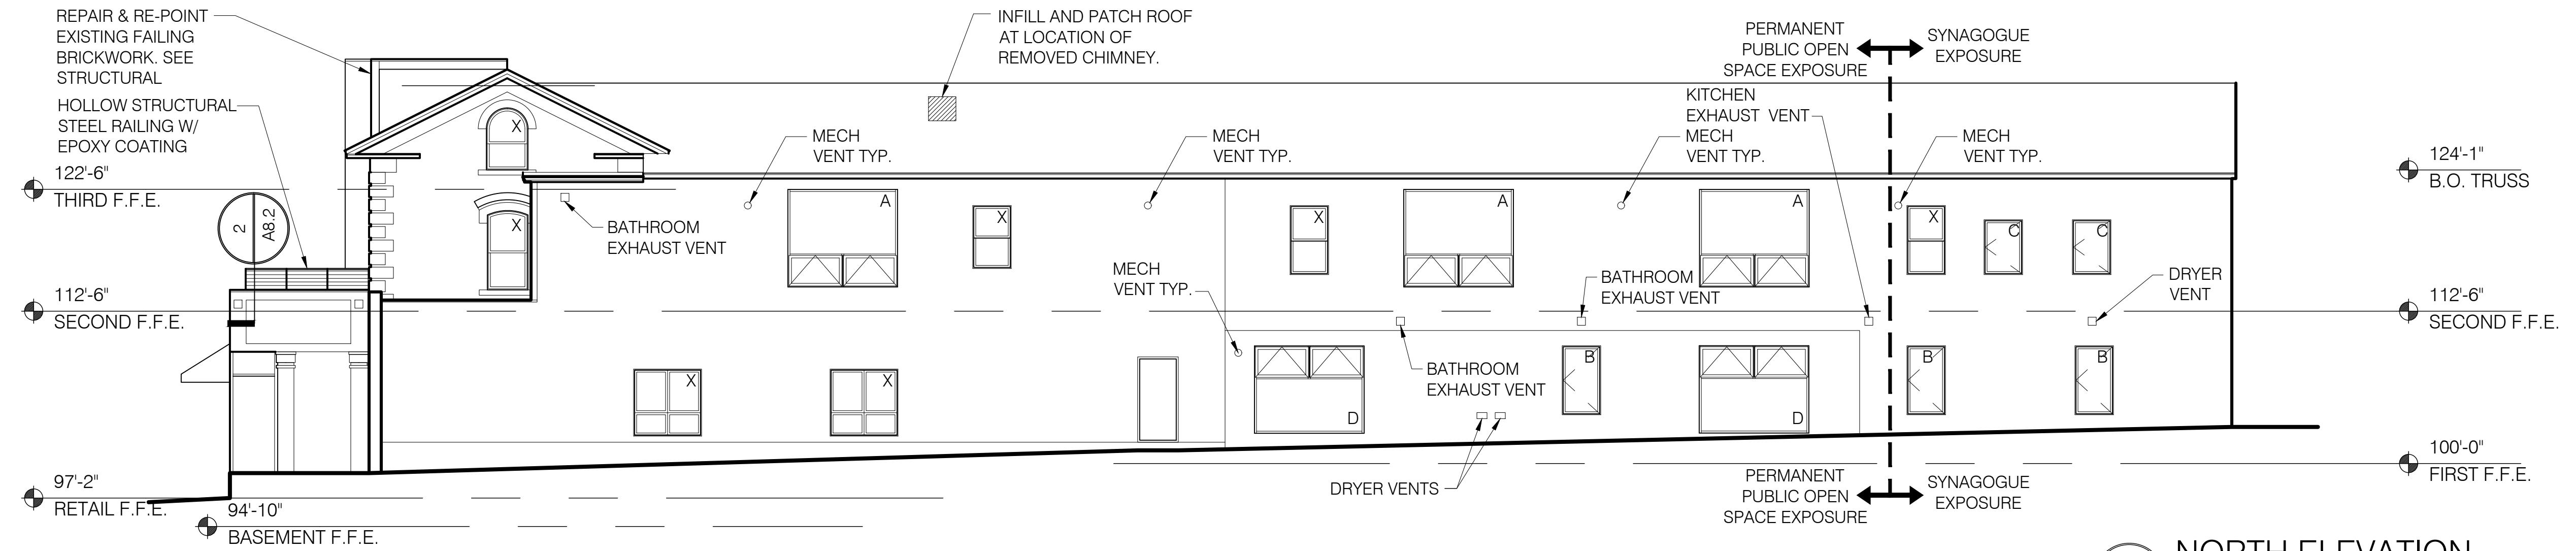 REPAIR & RE-POINT
EXISTING FAILING
BRICKWORK. SEE
STRUCTURAL
HOLLOW STRUCTURAL
STEEL RAILING W/
EPOXY COATING
122'-6"
THIRD F.F.E.
2
A8.2
112'-6"
SECOND F.F.E.
97'-2"
RETAIL F.F.E.
94'-10"
BASEMENT F.F.E.
INFILL AND PATCH ROOF
AT LOCATION OF
REMOVED CHIMNEY.
X
X
BATHROOM
EXHAUST VENT
MECH
VENT TYP.
A
X
MECH
VENT TYP.
X
A
MECH
VENT TYP.
A
KITCHEN
EXHAUST VENT
PERMANENT
PUBLIC OPEN
SPACE EXPOSURE
SYNAGOGUE
EXPOSURE
MECH
VENT TYP.
X
C
C
MECH
VENT TYP.
BATHROOM
EXHAUST VENT
DRYER
VENT
X
X
D
BATHROOM
EXHAUST VENT
B
D
B
B
DRYER VENTS
PERMANENT
PUBLIC OPEN
SPACE EXPOSURE
SYNAGOGUE
EXPOSURE
124'-1"
B.O. TRUSS
112'-6"
SECOND F.F.E.
100'-0"
FIRST F.F.E.
NORTH ELEVATION